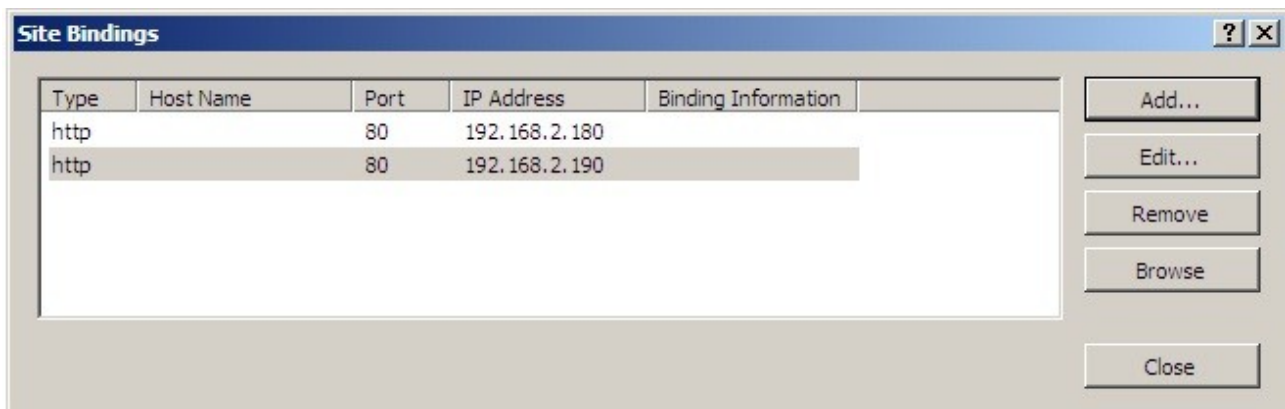 Site Bindings ? X
Type Host Name Port IP Address Binding Information
http 80 192.168.2.180
http 80 192.168.2.190
Add...
Edit...
Remove
Browse
Close